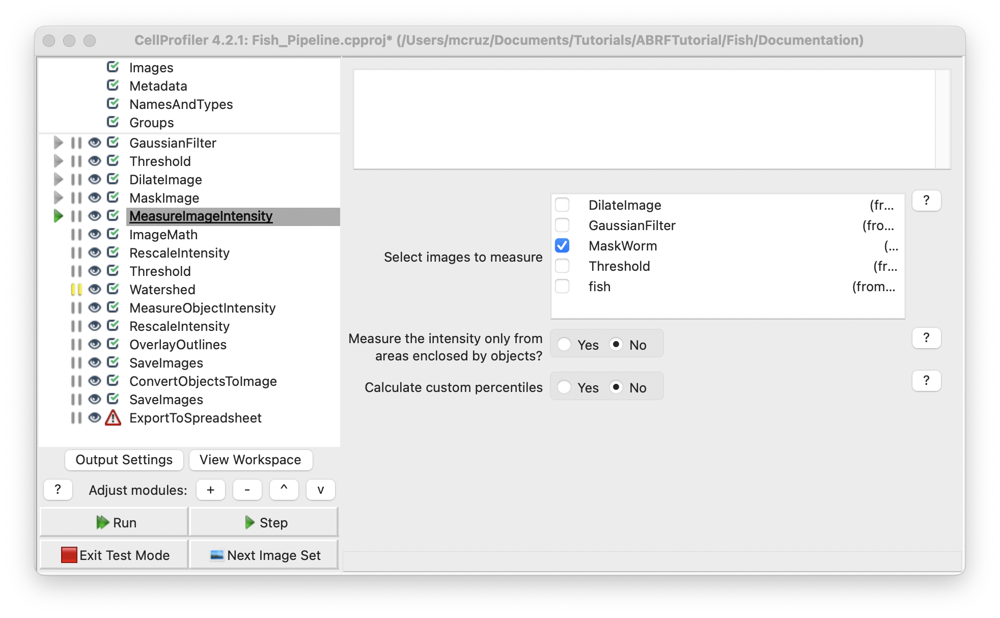 CellProfiler 4.2.1: Fish_Pipeline.cpproj* (/Users/mcruz/Documents/Tutorials/ABRFTutorial/Fish/Documentation)
Images
Metadata
NamesAndTypes
Groups
GaussianFilter
Threshold
DilateImage
MaskImage
MeasureImageIntensity
ImageMath
RescaleIntensity
Threshold
Watershed
MeasureObjectIntensity
RescaleIntensity
OverlayOutlines
SaveImages
ConvertObjectsToImage
SaveImages
ExportToSpreadsheet
Output Settings View Workspace
? Adjust modules: + - ^ v
Run Step
Exit Test Mode Next Image Set
Select images to measure
DilateImage (fr...
GaussianFilter (fro...
MaskWorm (...
Threshold (fr...
fish (from...
?
Measure the intensity only from
areas enclosed by objects?
Yes No
?
Calculate custom percentiles
Yes No
?